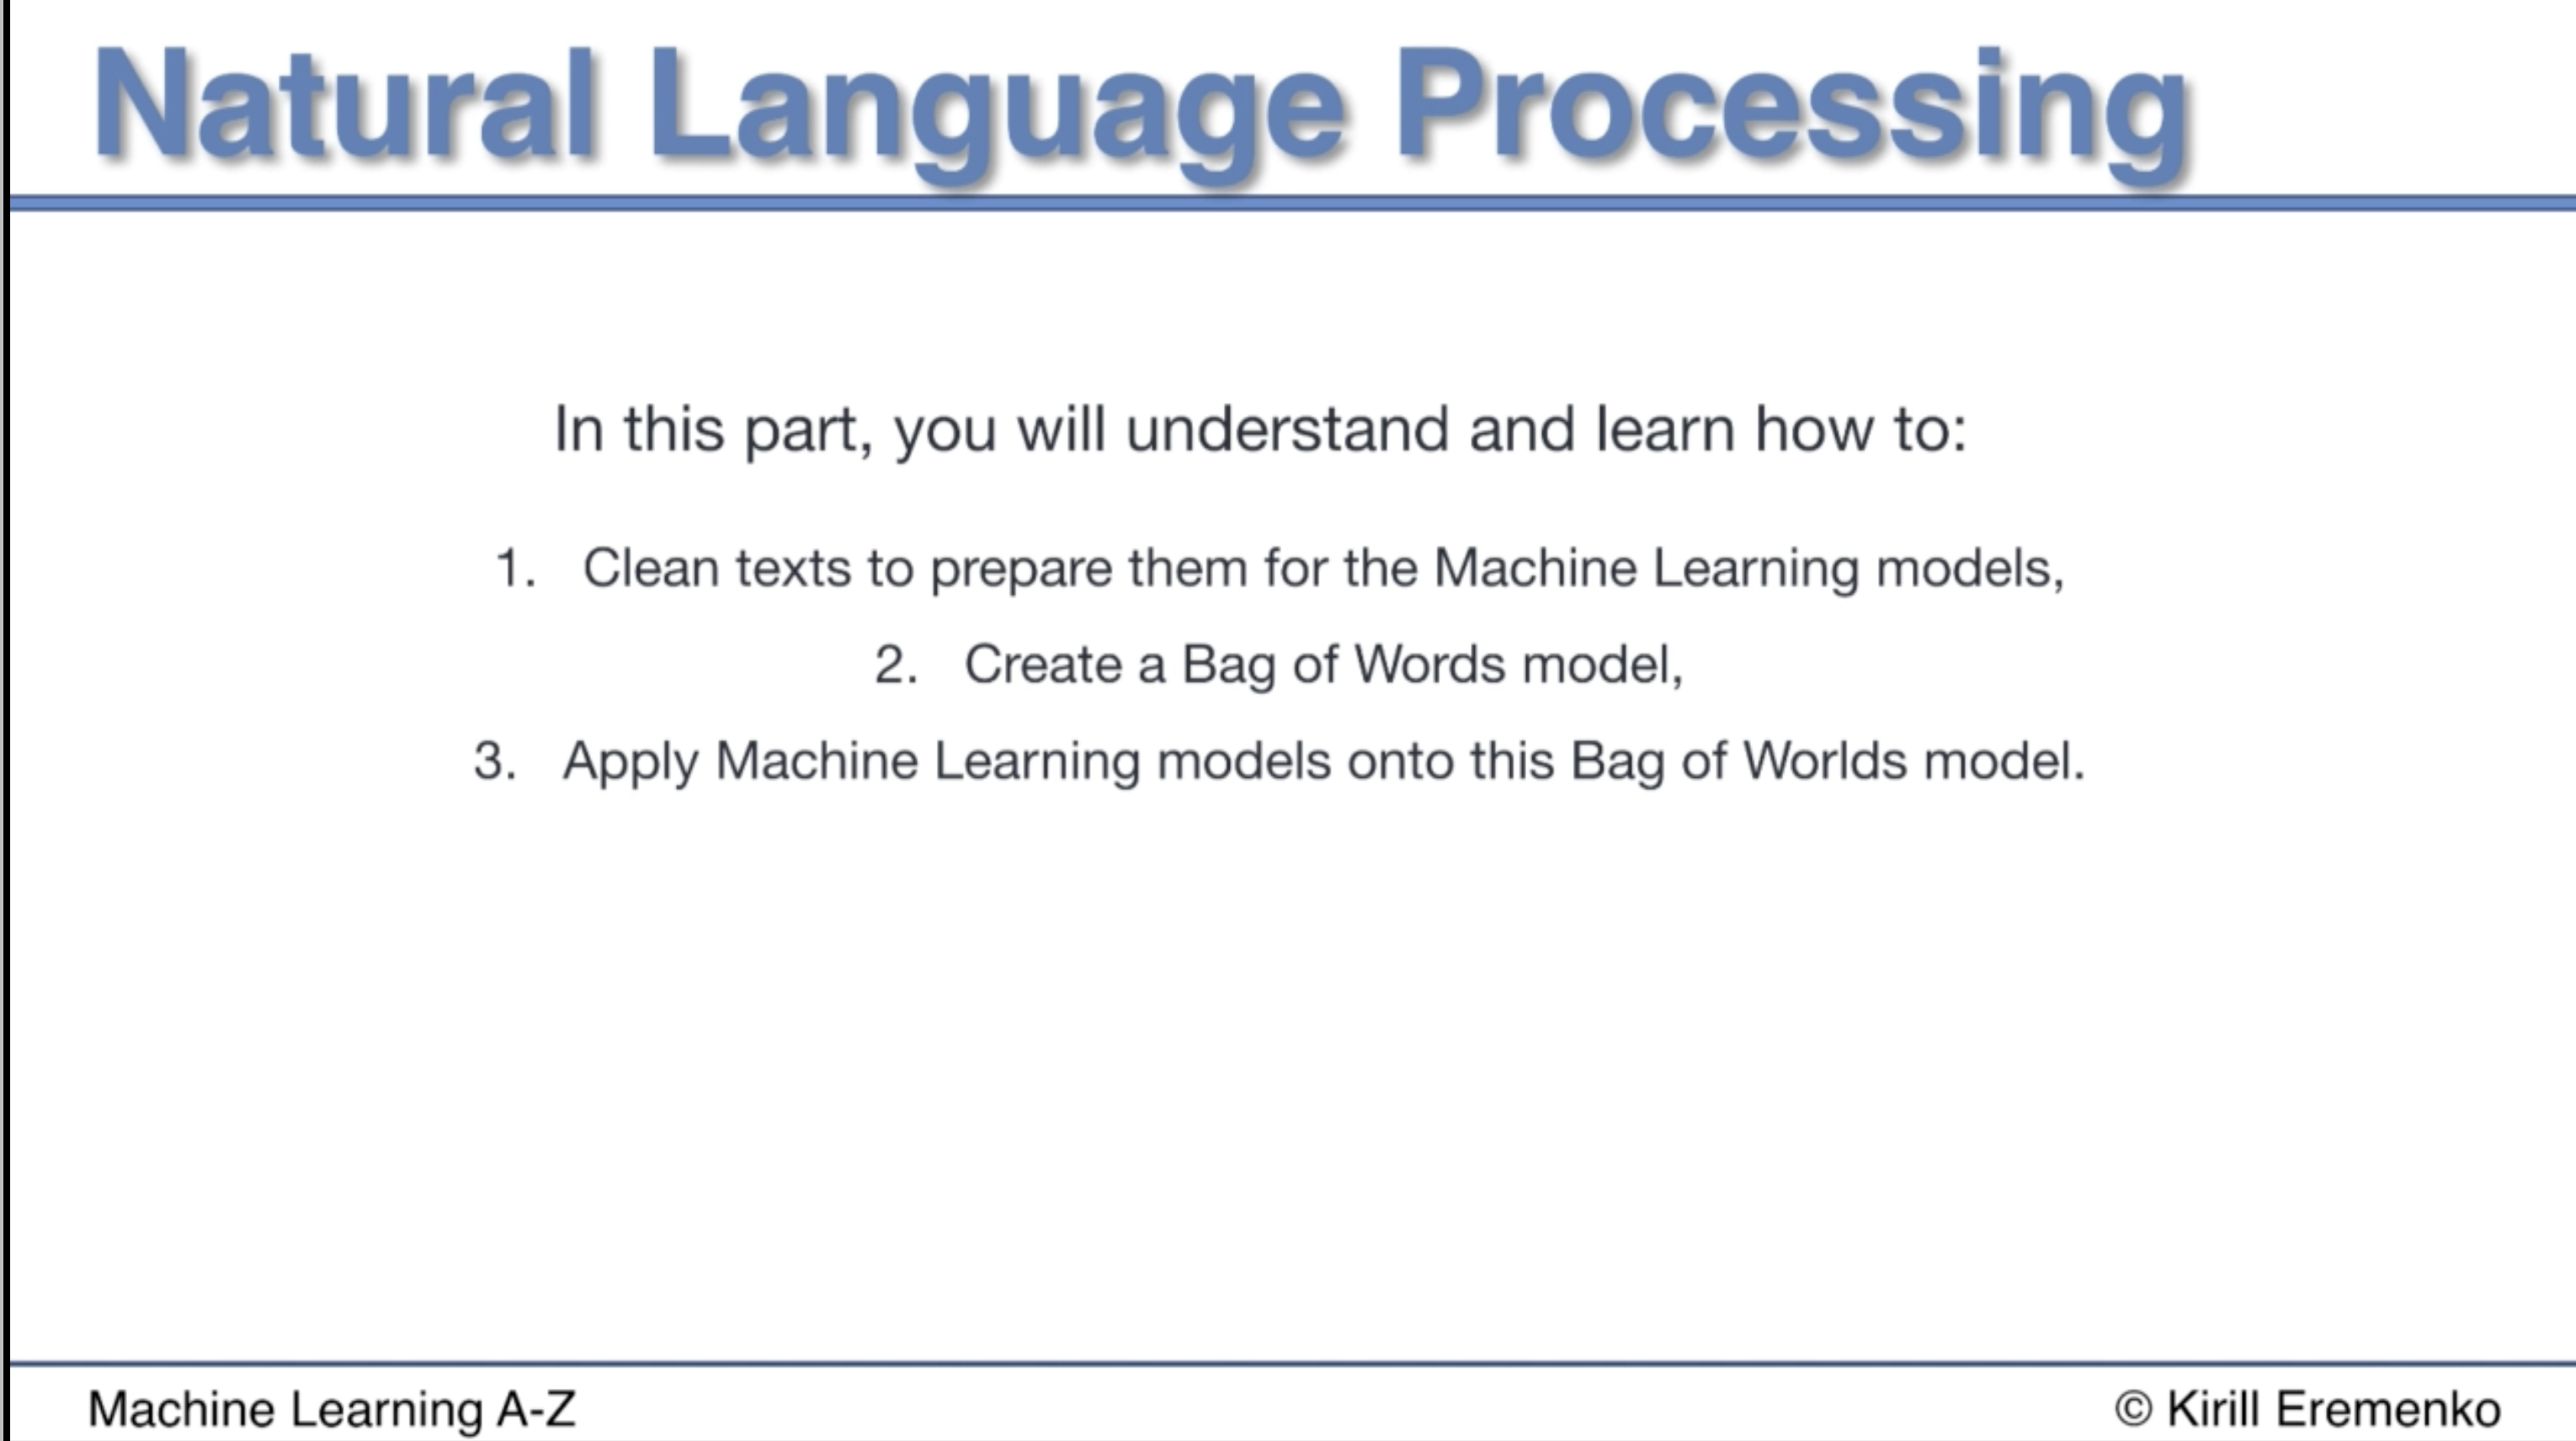 Natural Language Processing
In this part, you will understand and learn how to:
1. Clean texts to prepare them for the Machine Learning models,
2. Create a Bag of Words model,
3. Apply Machine Learning models onto this Bag of Worlds model.
Machine Learning A-Z
© Kirill Eremenko